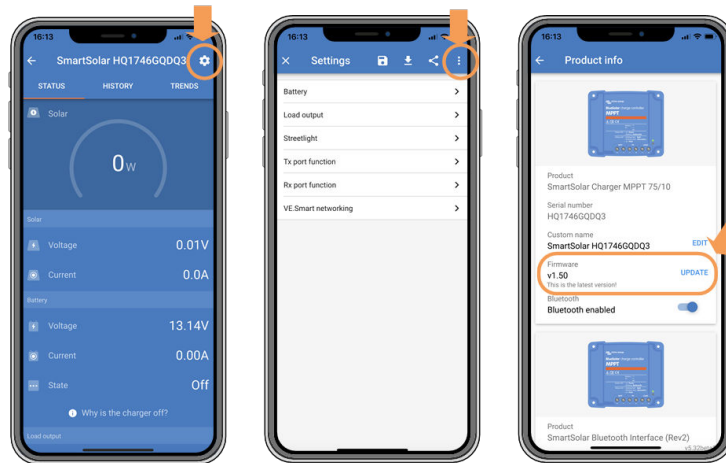 16:13
SmartSolar HQ1746GQDQ3
STATUS HISTORY TRENDS
Solar
0w
Solar
Voltage 0.01V
Current 0.0A
Battery
Voltage 13.14V
Current 0.00A
State Off
Why is the charger off?
Load output
16:13
Settings
Battery
Load output
Streetlight
Tx port function
Rx port function
VE.Smart networking
16:13
Product info
MPPT
Product
SmartSolar Charger MPPT 75/10
Serial number
HQ1746GQDQ3
Custom name
SmartSolar HQ1746GQDQ3 EDIT
Firmware
v1.50 UPDATE
This is the latest version!
Bluetooth
Bluetooth enabled
MPPT
Product
SmartSolar Bluetooth Interface (Rev2)